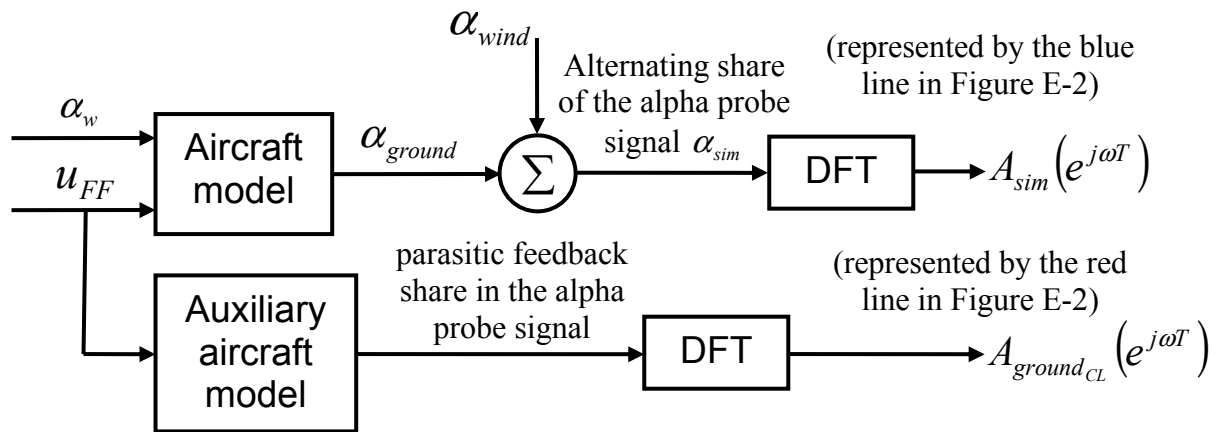 α_wind
(represented by the blue
line in Figure E-2)
Alternating share
of the alpha probe
signal α_sim
α_w
u_FF
Aircraft
model
α_ground
Σ
DFT
A_sim(e^{jωT})
parasitic feedback
share in the alpha
probe signal
(represented by the red
line in Figure E-2)
Auxiliary
aircraft
model
DFT
A_ground_CL(e^{jωT})